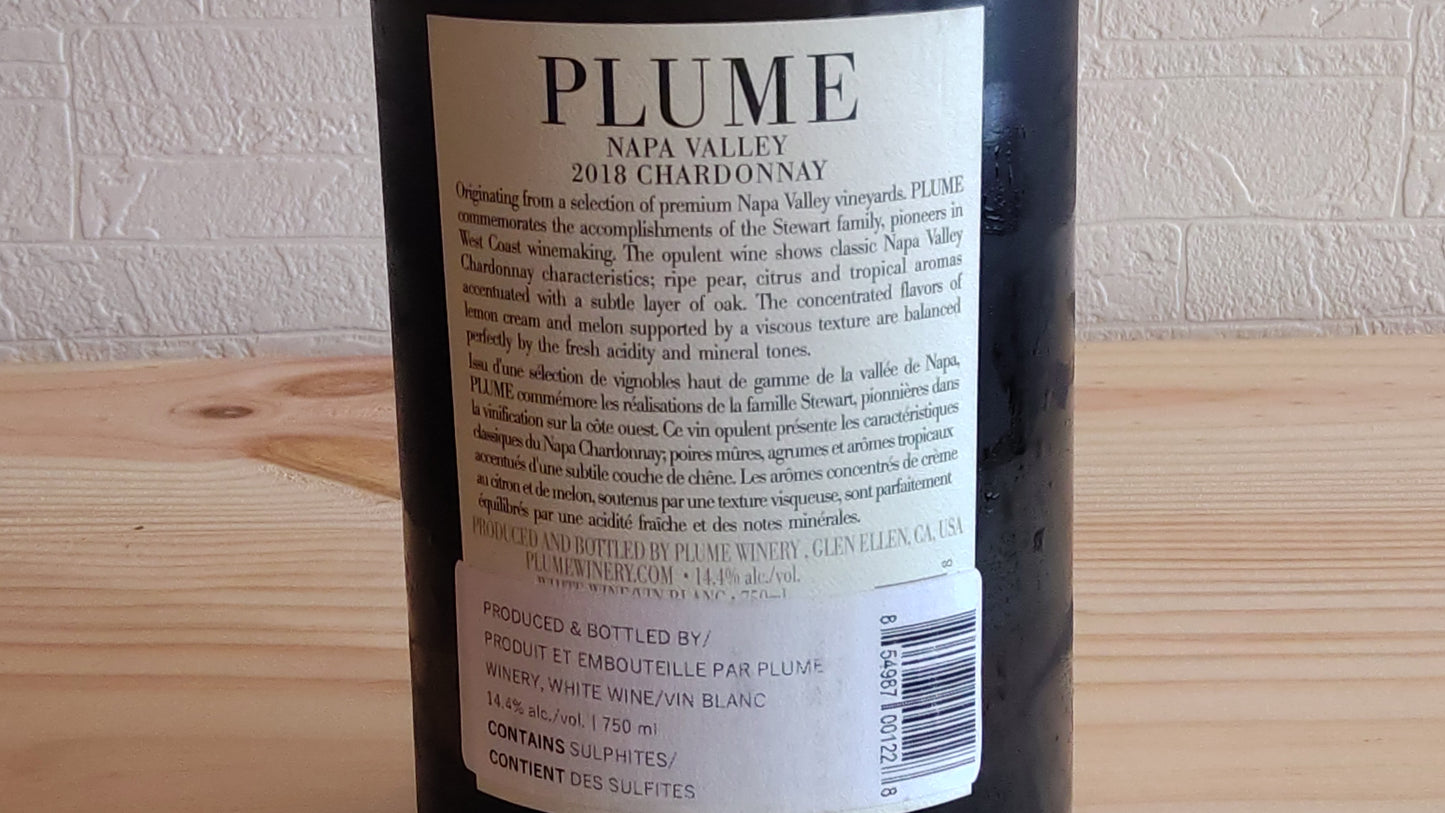 PLUME
NAPA VALLEY
2018 CHARDONNAY
Originating from a selection of premium Napa Valley vineyards. PLUME
commemorates the accomplishments of the Stewart family, pioneers in
West Coast winemaking. The opulent wine shows classic Napa Valley
Chardonnay characteristics; ripe pear, citrus and tropical aromas
accentuated with a subtle layer of oak. The concentrated flavors of
lemon cream and melon supported by a viscous texture are balanced
perfectly by the fresh acidity and mineral tones.
Issu d'une sélection de vignobles haut de gamme de la vallée de Napa,
PLUME commémore les réalisations de la famille Stewart, pionnières dans
la vinification sur la côte ouest. Ce vin opulent présente les caractéristiques
classiques du Napa Chardonnay; poires mûres, agrumes et arômes tropicaux
accentués d'une subtile couche de chêne. Les arômes concentrés de crème
au citron et de melon, soutenus par une texture visqueuse, sont parfaitement
équilibrés par une acidité fraîche et des notes minérales.
PRODUCED AND BOTTLED BY PLUME WINERY . GLEN ELLEN, CA, USA
PLUMEWINERY.COM • 14.4% alc./vol.
WHITE WINE/VIN BLANC • 750ml
8
PRODUCED & BOTTLED BY/
PRODUIT ET EMBOUTEILLE PAR PLUME
WINERY, WHITE WINE/VIN BLANC
14.4% alc./vol. | 750 ml
CONTAINS SULPHITES/
CONTIENT DES SULFITES
8 54987 00122 8